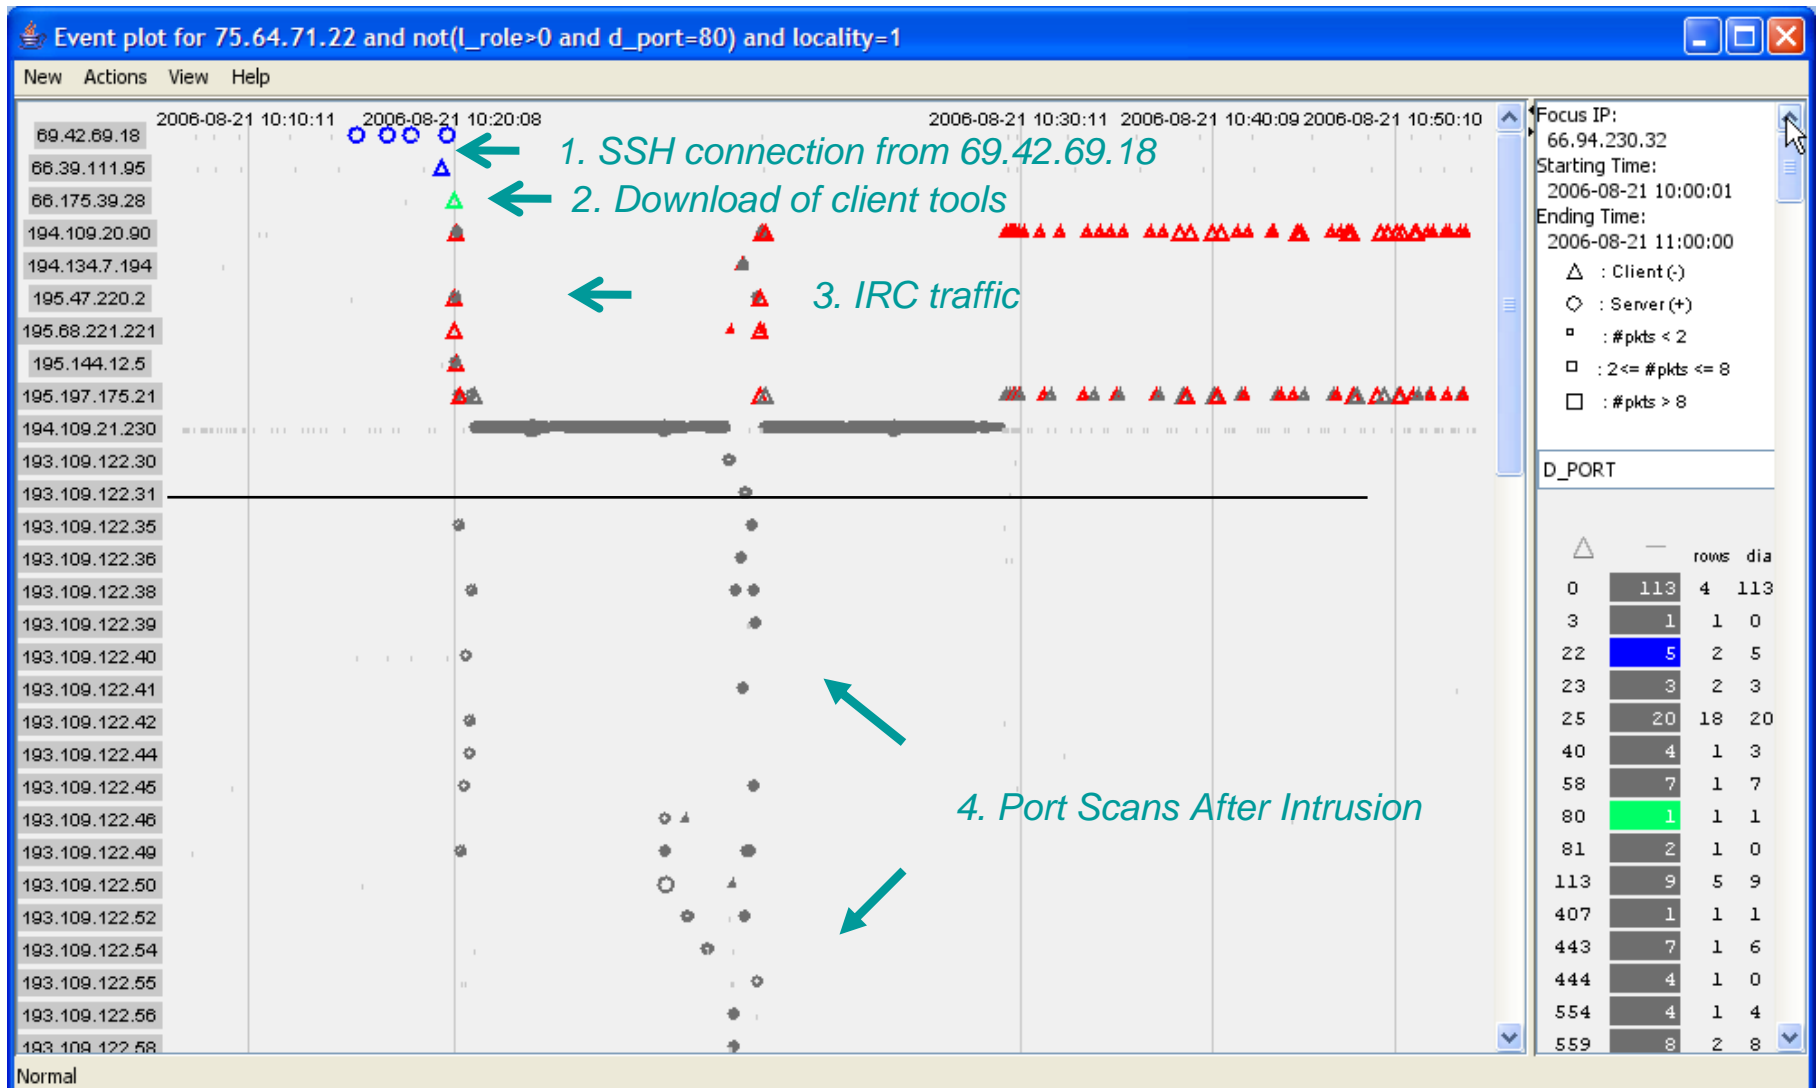 Event plot for 75.64.71.22 and not(l_role>0 and d_port=80) and locality=1
New Actions View Help
2006-08-21 10:10:11 2006-08-21 10:20:08 2006-08-21 10:30:11 2006-08-21 10:40:09 2006-08-21 10:50:10
69.42.69.18
66.39.111.95
66.175.39.28
194.109.20.90
194.134.7.194
195.47.220.2
195.68.221.221
195.144.12.5
195.197.175.21
194.109.21.230
193.109.122.30
193.109.122.31
193.109.122.35
193.109.122.36
193.109.122.38
193.109.122.39
193.109.122.40
193.109.122.41
193.109.122.42
193.109.122.44
193.109.122.45
193.109.122.46
193.109.122.49
193.109.122.50
193.109.122.52
193.109.122.54
193.109.122.55
193.109.122.56
193.109.122.58
1. SSH connection from 69.42.69.18
2. Download of client tools
3. IRC traffic
4. Port Scans After Intrusion
Focus IP:
66.94.230.32
Starting Time:
2006-08-21 10:00:01
Ending Time:
2006-08-21 11:00:00
: Client (-)
: Server (+)
: #pkts < 2
: 2<= #pkts <= 8
: #pkts > 8
D_PORT
rows dia
0 113 4 113
3 1 1 0
22 5 2 5
23 3 2 3
25 20 18 20
40 4 1 3
58 7 1 7
80 1 1 1
81 2 1 0
113 9 5 9
407 1 1 1
443 7 1 6
444 4 1 0
554 4 1 4
559 8 2 8
Normal